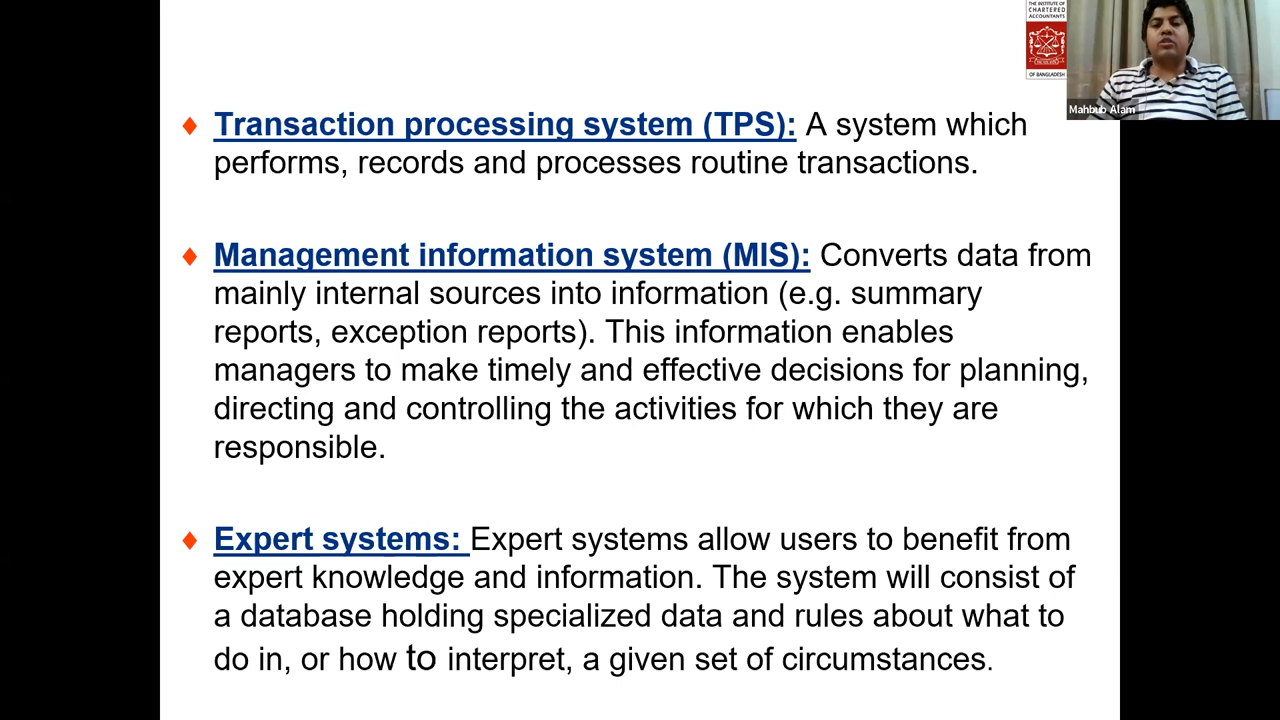 THE INSTITUTE OF
CHARTERED
ACCOUNTANTS
OF BANGLADESH
Mahbub Alam
♦ Transaction processing system (TPS): A system which
performs, records and processes routine transactions.
♦ Management information system (MIS): Converts data from
mainly internal sources into information (e.g. summary
reports, exception reports). This information enables
managers to make timely and effective decisions for planning,
directing and controlling the activities for which they are
responsible.
♦ Expert systems: Expert systems allow users to benefit from
expert knowledge and information. The system will consist of
a database holding specialized data and rules about what to
do in, or how to interpret, a given set of circumstances.